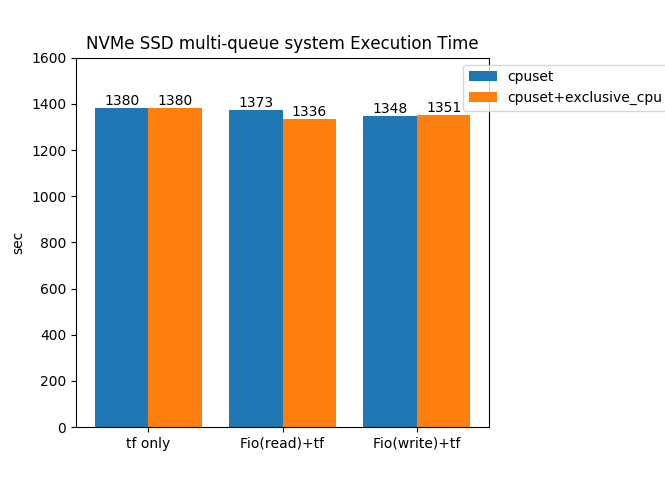 NVMe SSD multi-queue system Execution Time
1600
1400
1200
1000
800
600
400
200
0
sec
1380
1380
1373
1336
1348
1351
cpuset
cpuset+exclusive_cpu
tf only
Fio(read)+tf
Fio(write)+tf